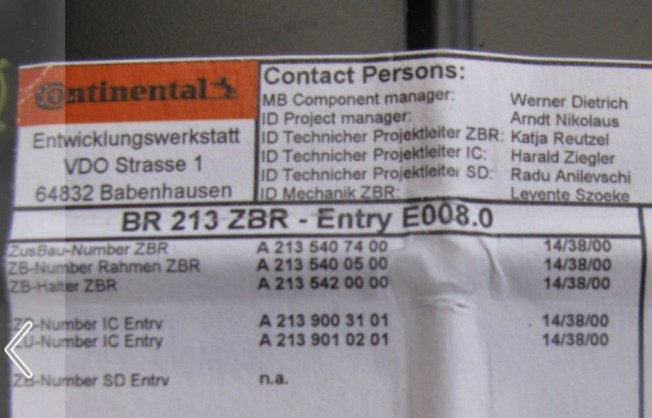 Continental
Entwicklungswerkstatt
VDO Strasse 1
64832 Babenhausen
Contact Persons:
MB Component manager: Werner Dietrich
ID Project manager: Arndt Nikolaus
ID Technicher Projektleiter ZBR: Katja Reutzel
ID Technicher Projektleiter IC: Harald Ziegler
ID Technicher Projektleiter SD: Radu Anilevschi
ID Mechanik ZBR: Levente Szoeke
BR 213 ZBR - Entry E008.0
ZusBau-Number ZBR A 213 540 74 00 14/38/00
ZB-Number Rahmen ZBR A 213 540 05 00 14/38/00
ZB-Halter ZBR A 213 542 00 00 14/38/00
ZB-Number IC Entry A 213 900 31 01 14/38/00
ZU-Number IC Entry A 213 901 02 01 14/38/00
ZB-Number SD Entry n.a.